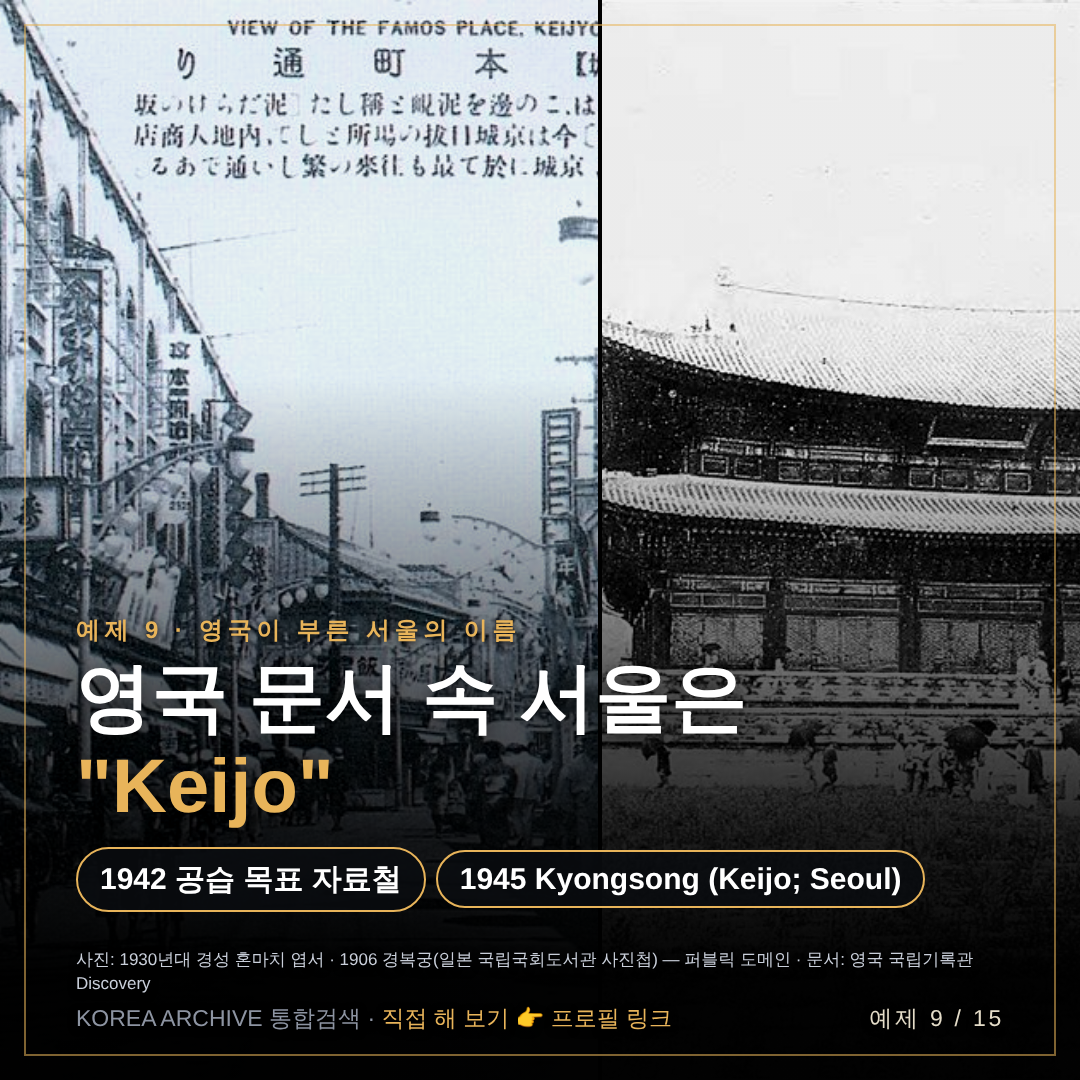 VIEW OF THE FAMOS PLACE, KEIJYO
り通町本
坂のけらだ泥〕たし稱と峴泥を邊のこ、は
店商人地内、てしと所場の抜目城京は今〔
るあで通いし繁の來往も最て於に城京
예제 9 · 영국이 부른 서울의 이름
영국 문서 속 서울은
"Keijo"
1942 공습 목표 자료철
1945 Kyongsong (Keijo; Seoul)
사진: 1930년대 경성 혼마치 엽서 · 1906 경복궁(일본 국립국회도서관 사진첩) — 퍼블릭 도메인 · 문서: 영국 국립기록관
Discovery
KOREA ARCHIVE 통합검색 · 직접 해 보기 👉 프로필 링크
예제 9 / 15